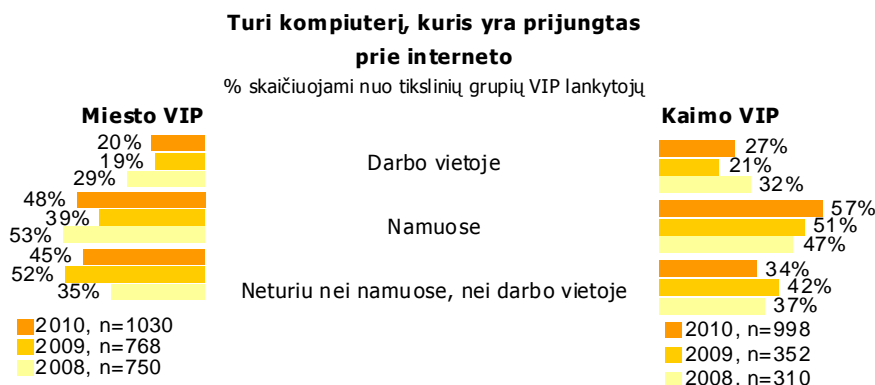 Turi kompiuterį, kuris yra prijungtas
prie interneto
% skaičiuojami nuo tikslinių grupių VIP lankytojų
Miesto VIP
20%
19%
29%
48%
39%
53%
45%
52%
35%
2010, n=1030
2009, n=768
2008, n=750
Darbo vietoje
Namuose
Neturiu nei namuose, nei darbo vietoje
Kaimo VIP
27%
21%
32%
57%
51%
47%
34%
42%
37%
2010, n=998
2009, n=352
2008, n=310